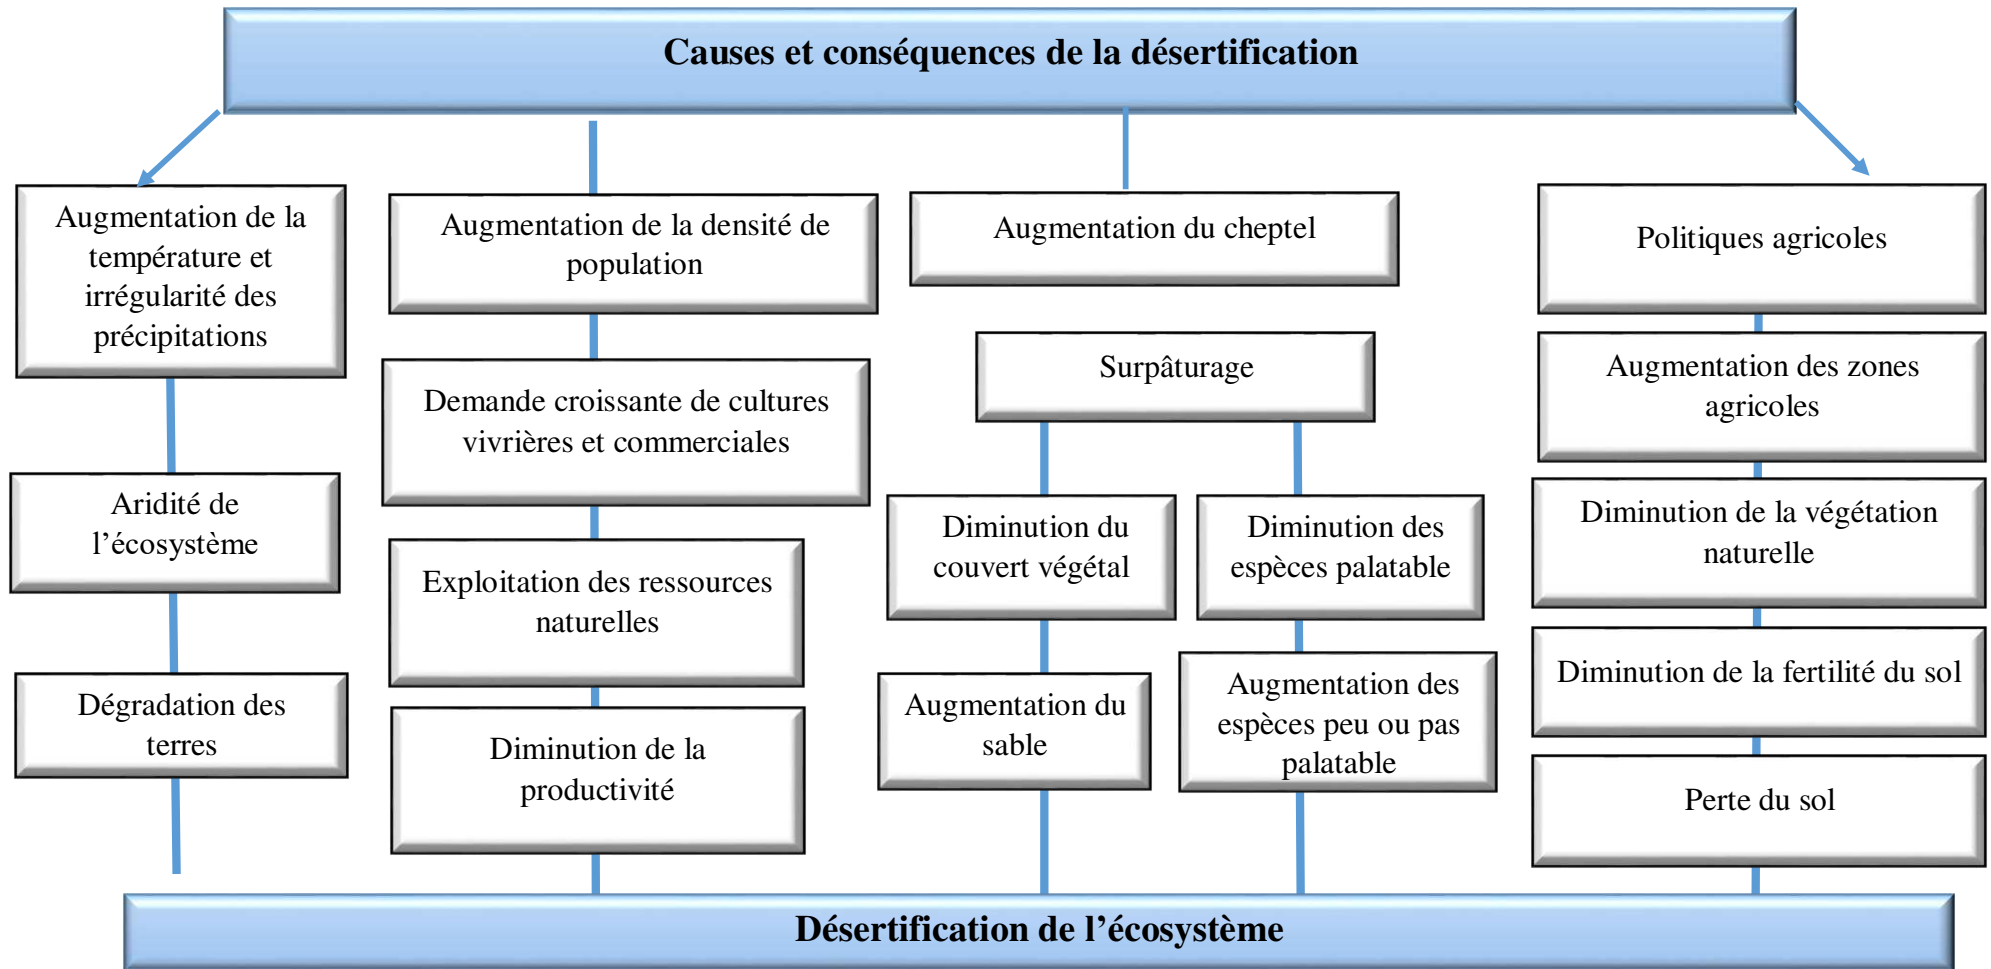 Causes et conséquences de la désertification
Augmentation de la
température et
irrégularité des
précipitations
Aridité de
l’écosystème
Dégradation des
terres
Augmentation de la densité de
population
Demande croissante de cultures
vivrières et commerciales
Exploitation des ressources
naturelles
Diminution de la
productivité
Augmentation du cheptel
Surpâturage
Diminution du
couvert végétal
Augmentation du
sable
Diminution des
espèces palatable
Augmentation des
espèces peu ou pas
palatable
Politiques agricoles
Augmentation des zones
agricoles
Diminution de la végétation
naturelle
Diminution de la fertilité du sol
Perte du sol
Désertification de l’écosystème